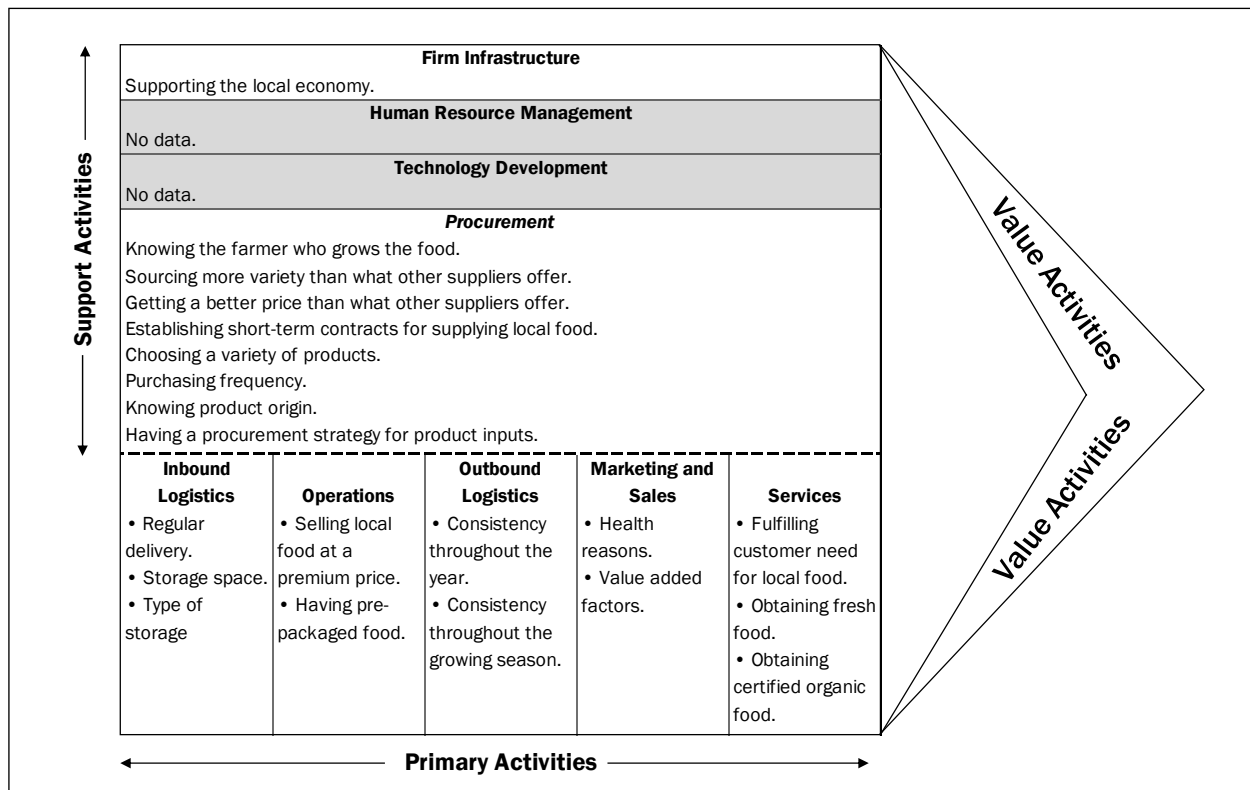 Support Activities
Firm Infrastructure
Supporting the local economy.
Human Resource Management
No data.
Technology Development
No data.
Procurement
Knowing the farmer who grows the food.
Sourcing more variety than what other suppliers offer.
Getting a better price than what other suppliers offer.
Establishing short-term contracts for supplying local food.
Choosing a variety of products.
Purchasing frequency.
Knowing product origin.
Having a procurement strategy for product inputs.
Inbound
Logistics
• Regular
delivery.
• Storage space.
• Type of
storage
Operations
• Selling local
food at a
premium price.
• Having pre-
packaged food.
Outbound
Logistics
• Consistency
throughout the
year.
• Consistency
throughout the
growing season.
Marketing and
Sales
• Health
reasons.
• Value added
factors.
Services
• Fulfilling
customer need
for local food.
• Obtaining fresh
food.
• Obtaining
certified organic
food.
Value Activities
Value Activities
Primary Activities